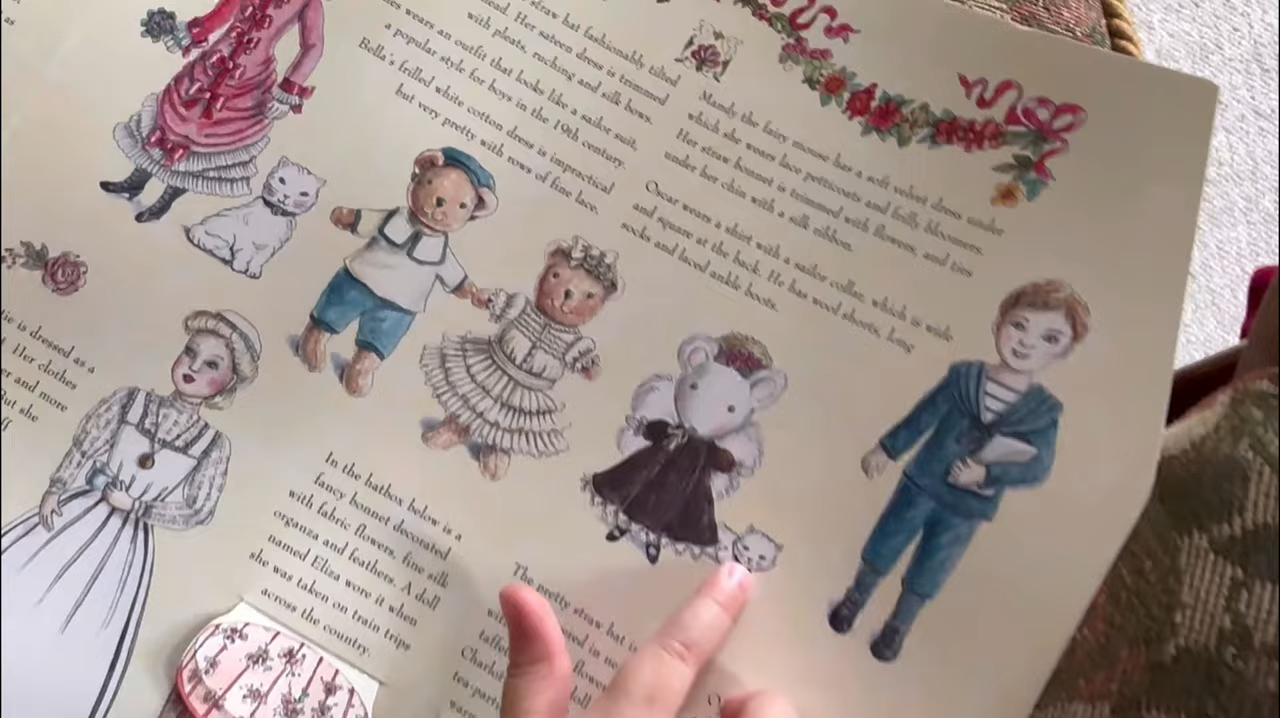 as
straw hat fashionably tilted
head. Her sateen dress is trimmed
with pleats, ruching and silk bows.
wears an outfit that looks like a sailor suit,
a popular style for boys in the 19th century.
Bella's frilled white cotton dress is impractical
but very pretty with rows of fine lace.
Mandy the fairy mouse has a soft velvet dress under
which she wears lace petticoats and frilly bloomers.
Her straw bonnet is trimmed with flowers, and ties
under her chin with a silk ribbon.
Oscar wears a shirt with a sailor collar, which is wide
and square at the back. He has wool shorts, long
socks and laced ankle boots.
is dressed as a
Her clothes
and more
But she
In the hatbox below is a
fancy bonnet decorated
with fabric flowers, fine silk
organza and feathers. A doll
named Eliza wore it when
she was taken on train trips
across the country.
The pretty straw hat is
in
flower
doll